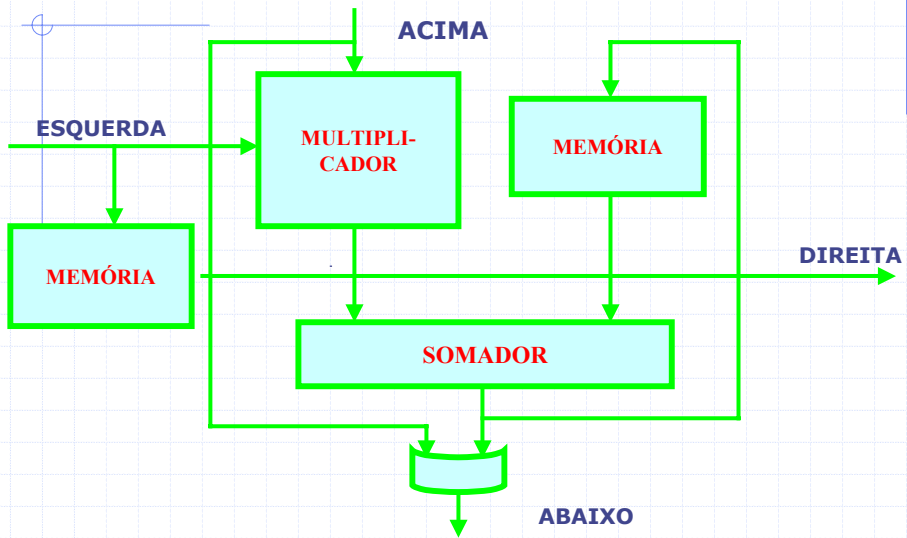 ACIMA
ESQUERDA
MULTIPLI-
CADOR
MEMÓRIA
MEMÓRIA
DIREITA
SOMADOR
ABAIXO